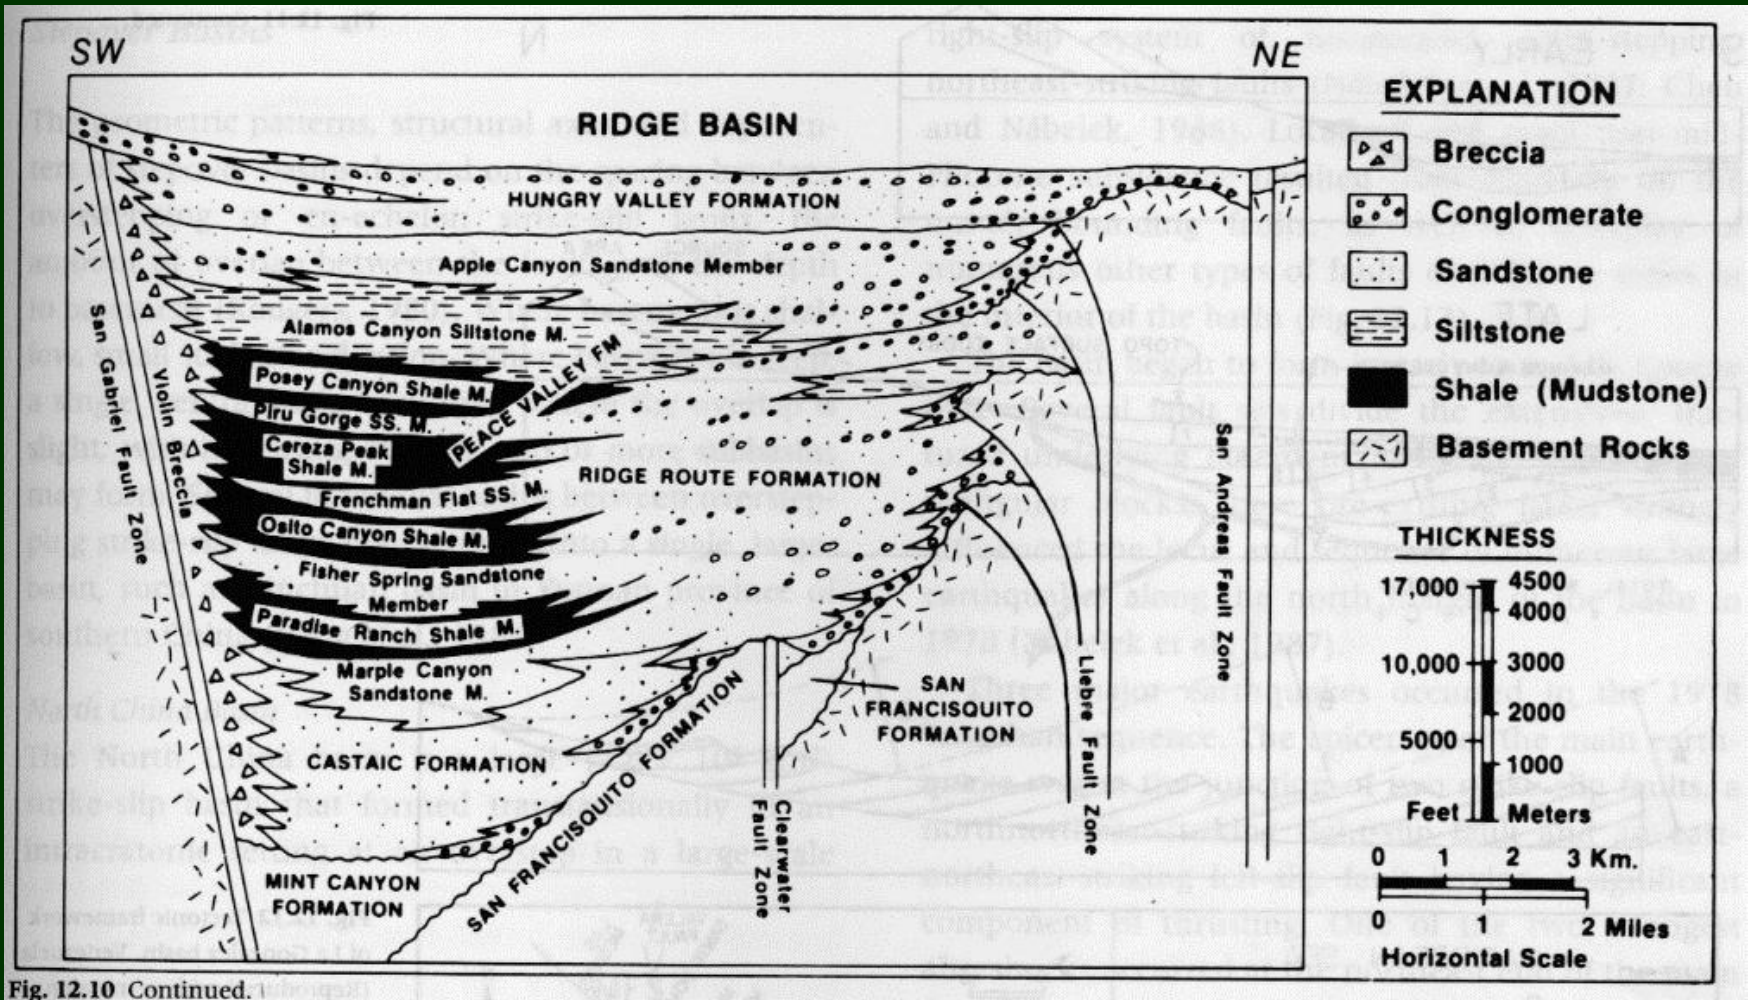 SW
NE
RIDGE BASIN
HUNGRY VALLEY FORMATION
Apple Canyon Sandstone Member
Alamos Canyon Siltstone M.
Posey Canyon Shale M.
PEACE VALLEY FM
Piru Gorge SS. M.
Cereza Peak
Shale M.
RIDGE ROUTE FORMATION
Frenchman Flat SS. M.
Osito Canyon Shale M.
Fisher Spring Sandstone
Member
Paradise Ranch Shale M.
Marple Canyon
Sandstone M.
CASTAIC FORMATION
MINT CANYON
FORMATION
SAN FRANCISQUITO FORMATION
SAN
FRANCISQUITO
FORMATION
San Gabriel Fault Zone
Violin Breccia
Clearwater
Fault Zone
Liebre Fault Zone
San Andreas Fault Zone
EXPLANATION
Breccia
Conglomerate
Sandstone
Siltstone
Shale (Mudstone)
Basement Rocks
THICKNESS
17,000 4500
4000
10,000 3000
2000
5000 1000
Feet Meters
0 1 2 3 Km.
0 2 Miles
Horizontal Scale
Fig. 12.10 Continued.